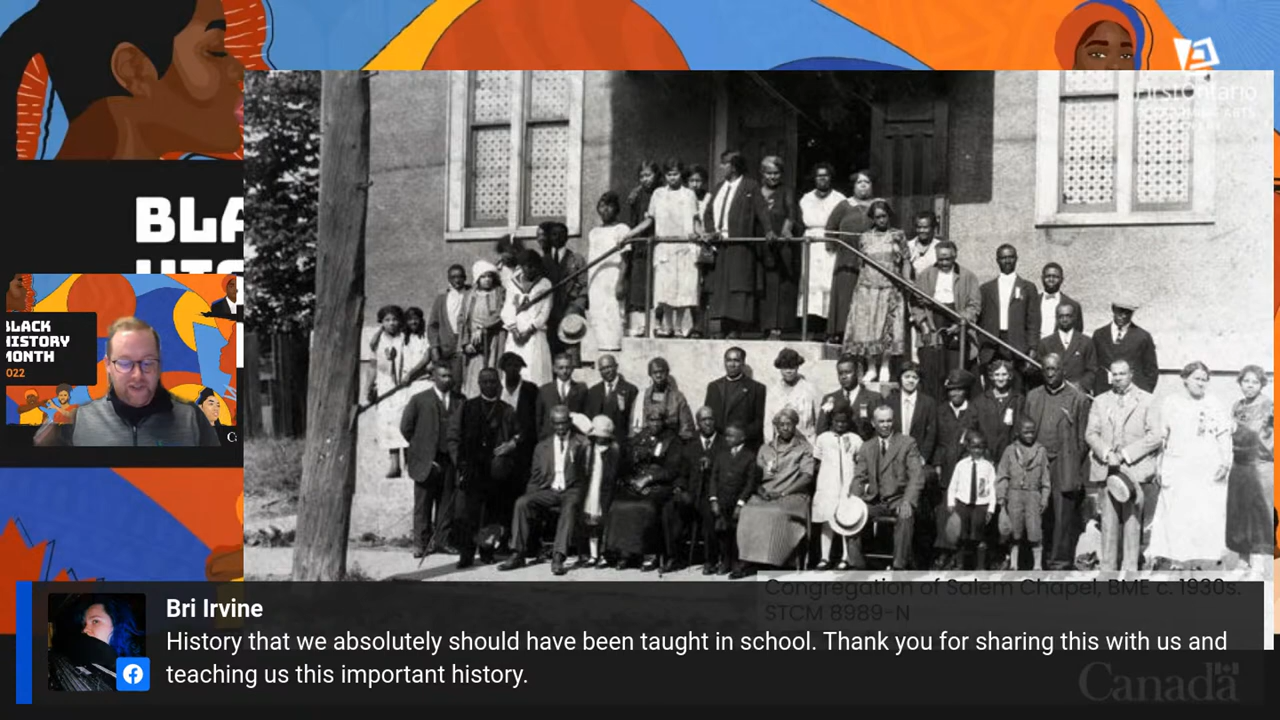 FirstOntario
BLA
BLACK
HISTORY
MONTH
2022
Congregation of Salem Chapel, BME c. 1930s.
STCM 8989-N
Bri Irvine
History that we absolutely should have been taught in school. Thank you for sharing this with us and
teaching us this important history.
Canada